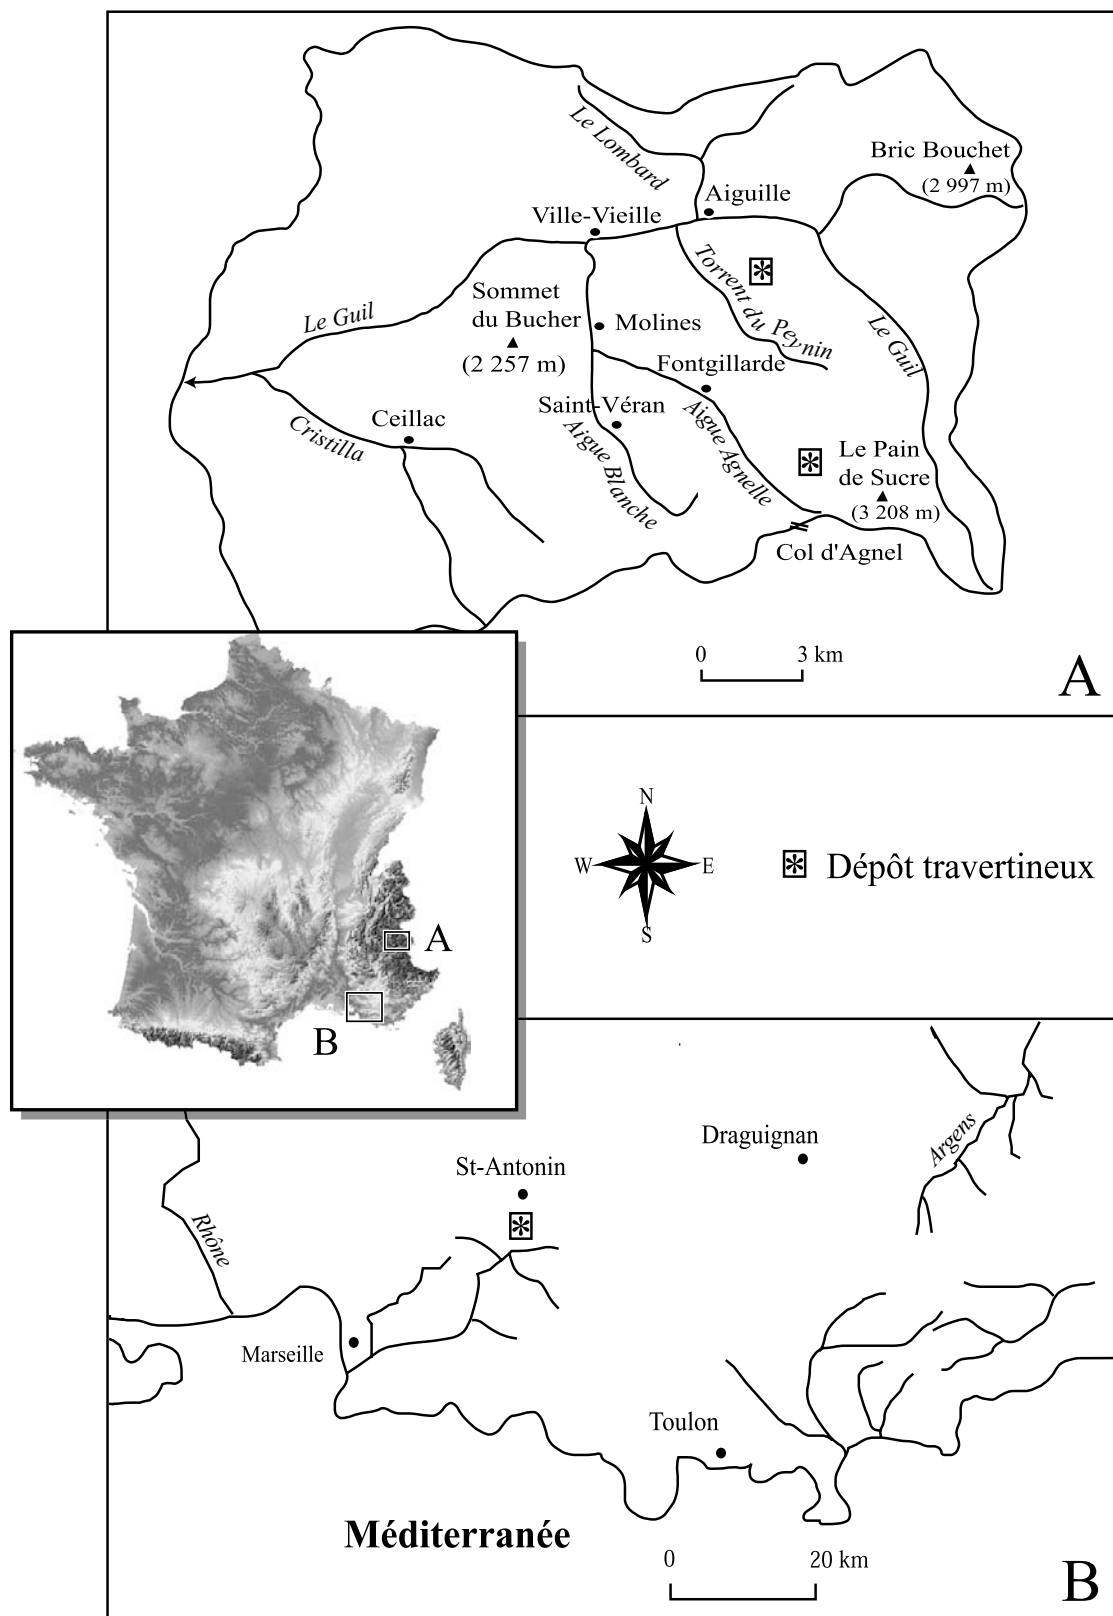 Le Lombard
Bric Bouchet
(2 997 m)
Aiguille
Ville-Vieille
Torrent du Peynin
Sommet
du Bucher
(2 257 m)
Le Guil
Molines
Le Guil
Fontgillarde
Saint-Véran
Ceillac
Cristilla
Aigue Blanche
Aigue Agnelle
Le Pain
de Sucre
(3 208 m)
Col d'Agnel
0 3 km
A
A
B
N
W E
S
Dépôt travertineux
Argens
Draguignan
St-Antonin
Rhône
Marseille
Toulon
Méditerranée
0 20 km
B